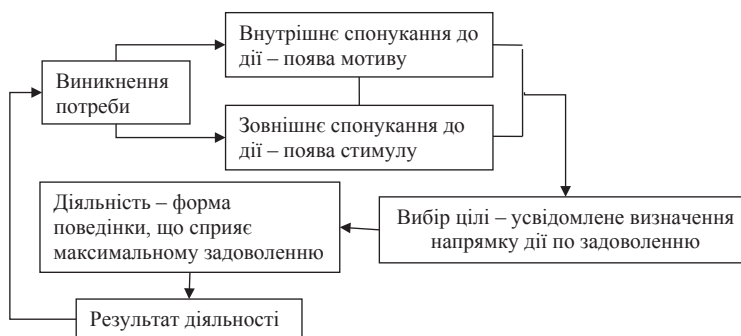 Виникнення
потреби
Внутрішнє спонукання до
дії – поява мотиву
Зовнішнє спонукання до
дії – поява стимулу
Вибір цілі – усвідомлене визначення
напрямку дії по задоволенню
Діяльність – форма
поведінки, що сприяє
максимальному задоволенню
Результат діяльності